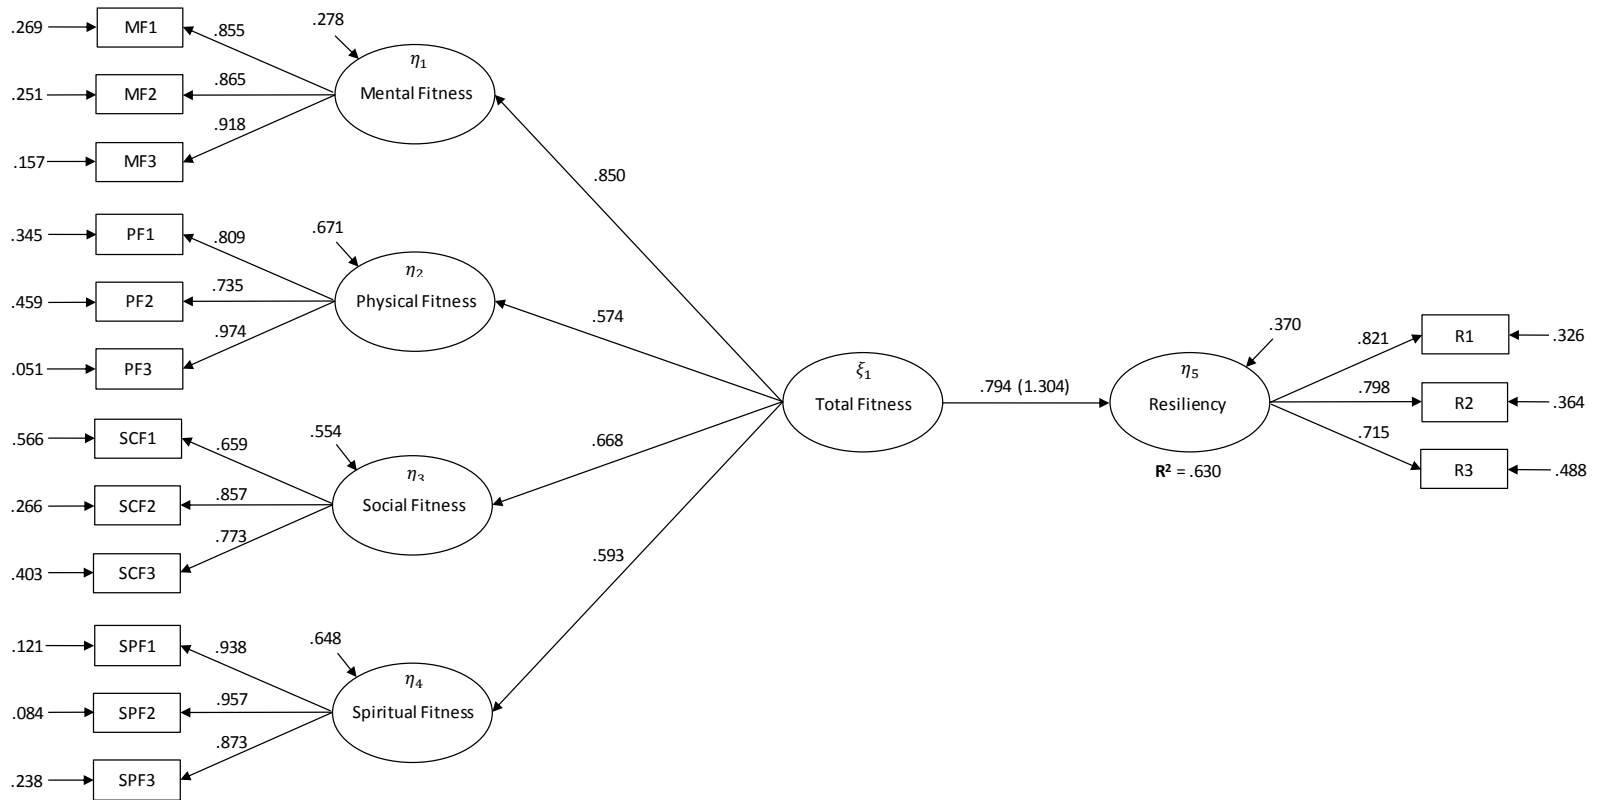 .269
MF1
.855
.278
η₁
Mental Fitness
.251
MF2
.865
.157
MF3
.918
.850
.345
PF1
.809
.671
η₂
Physical Fitness
.459
PF2
.735
.051
PF3
.974
.574
.566
SCF1
.659
.554
η₃
Social Fitness
.266
SCF2
.857
.403
SCF3
.773
.668
.121
SPF1
.938
.648
η₄
Spiritual Fitness
.084
SPF2
.957
.238
SPF3
.873
.593
ξ₁
Total Fitness
.794 (1.304)
.370
η₅
Resiliency
R² = .630
.821
R1
.326
.798
R2
.364
.715
R3
.488